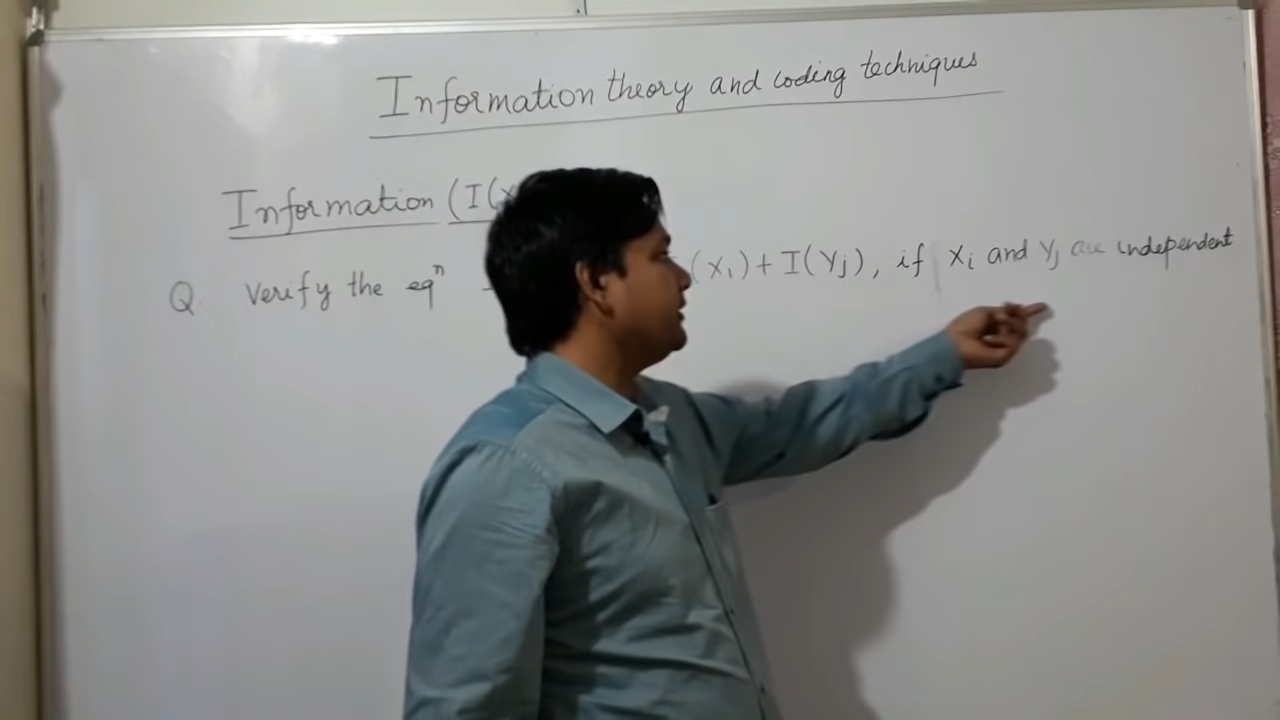 Information theory and coding techniques
Information (I(x
Q. Verify the eqⁿ (Xi) + I(Yj), if Xi and Yj are independent